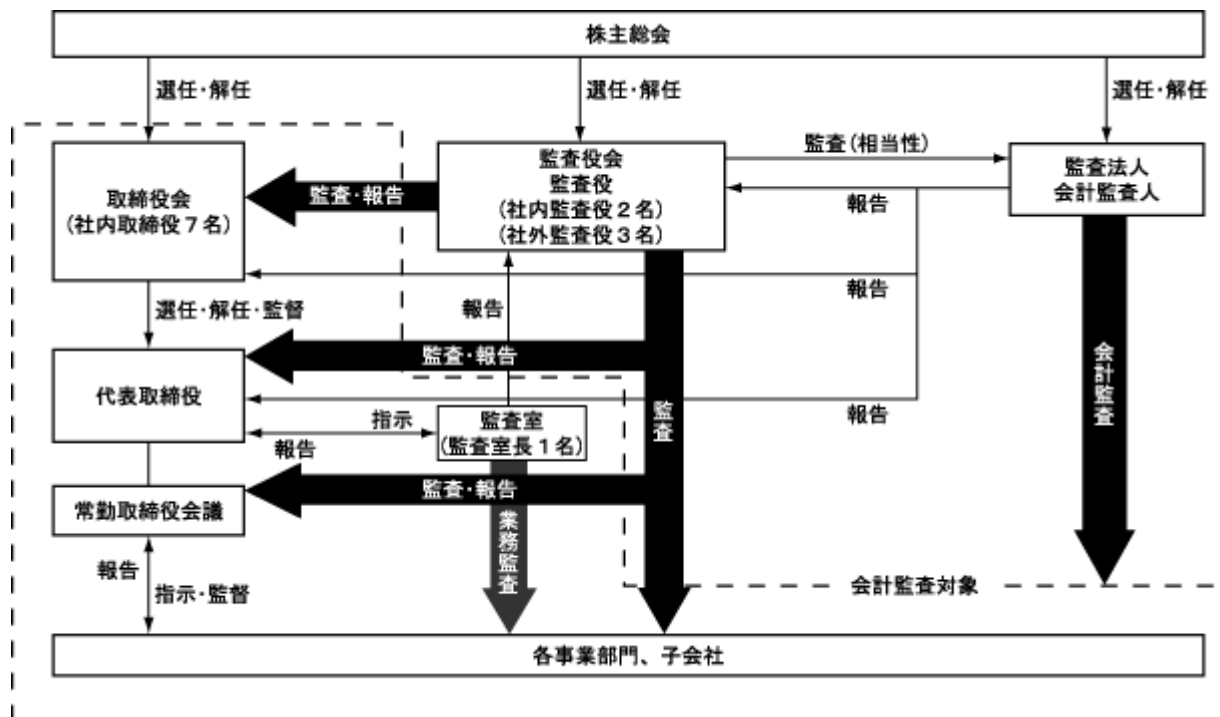 株主総会
選任・解任
選任・解任
選任・解任
取締役会
(社内取締役7名)
監査・報告
監査役会
監査役
(社内監査役2名)
(社外監査役3名)
監査(相当性)
報告
監査法人
会計監査人
報告
選任・解任・監督
報告
監査・報告
代表取締役
指示
報告
監査室
(監査室長1名)
監査
報告
会計監査
常勤取締役会議
監査・報告
業務監査
報告
指示・監督
会計監査対象
各事業部門、子会社